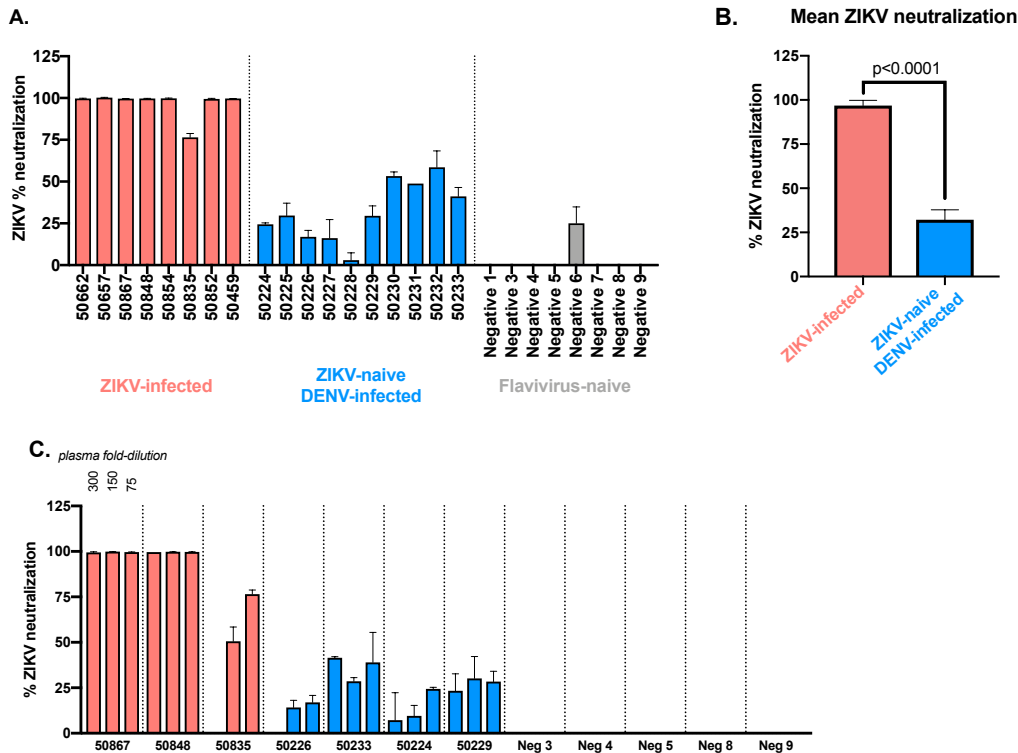 A.
ZIKV % neutralization
125
100
75
50
25
0
50662
50657
50867
50848
50854
50835
50852
50459
50224
50225
50226
50227
50228
50229
50230
50231
50232
50233
Negative 1
Negative 3
Negative 4
Negative 5
Negative 6
Negative 7
Negative 8
Negative 9
ZIKV-infected
ZIKV-naive
DENV-infected
Flavivirus-naive
B.
Mean ZIKV neutralization
p<0.0001
% ZIKV neutralization
125
100
75
50
25
0
ZIKV-infected
ZIKV-naive
DENV-infected
C.
plasma fold-dilution
300
150
75
% ZIKV neutralization
125
100
75
50
25
0
50867
50848
50835
50226
50233
50224
50229
Neg 3
Neg 4
Neg 5
Neg 8
Neg 9